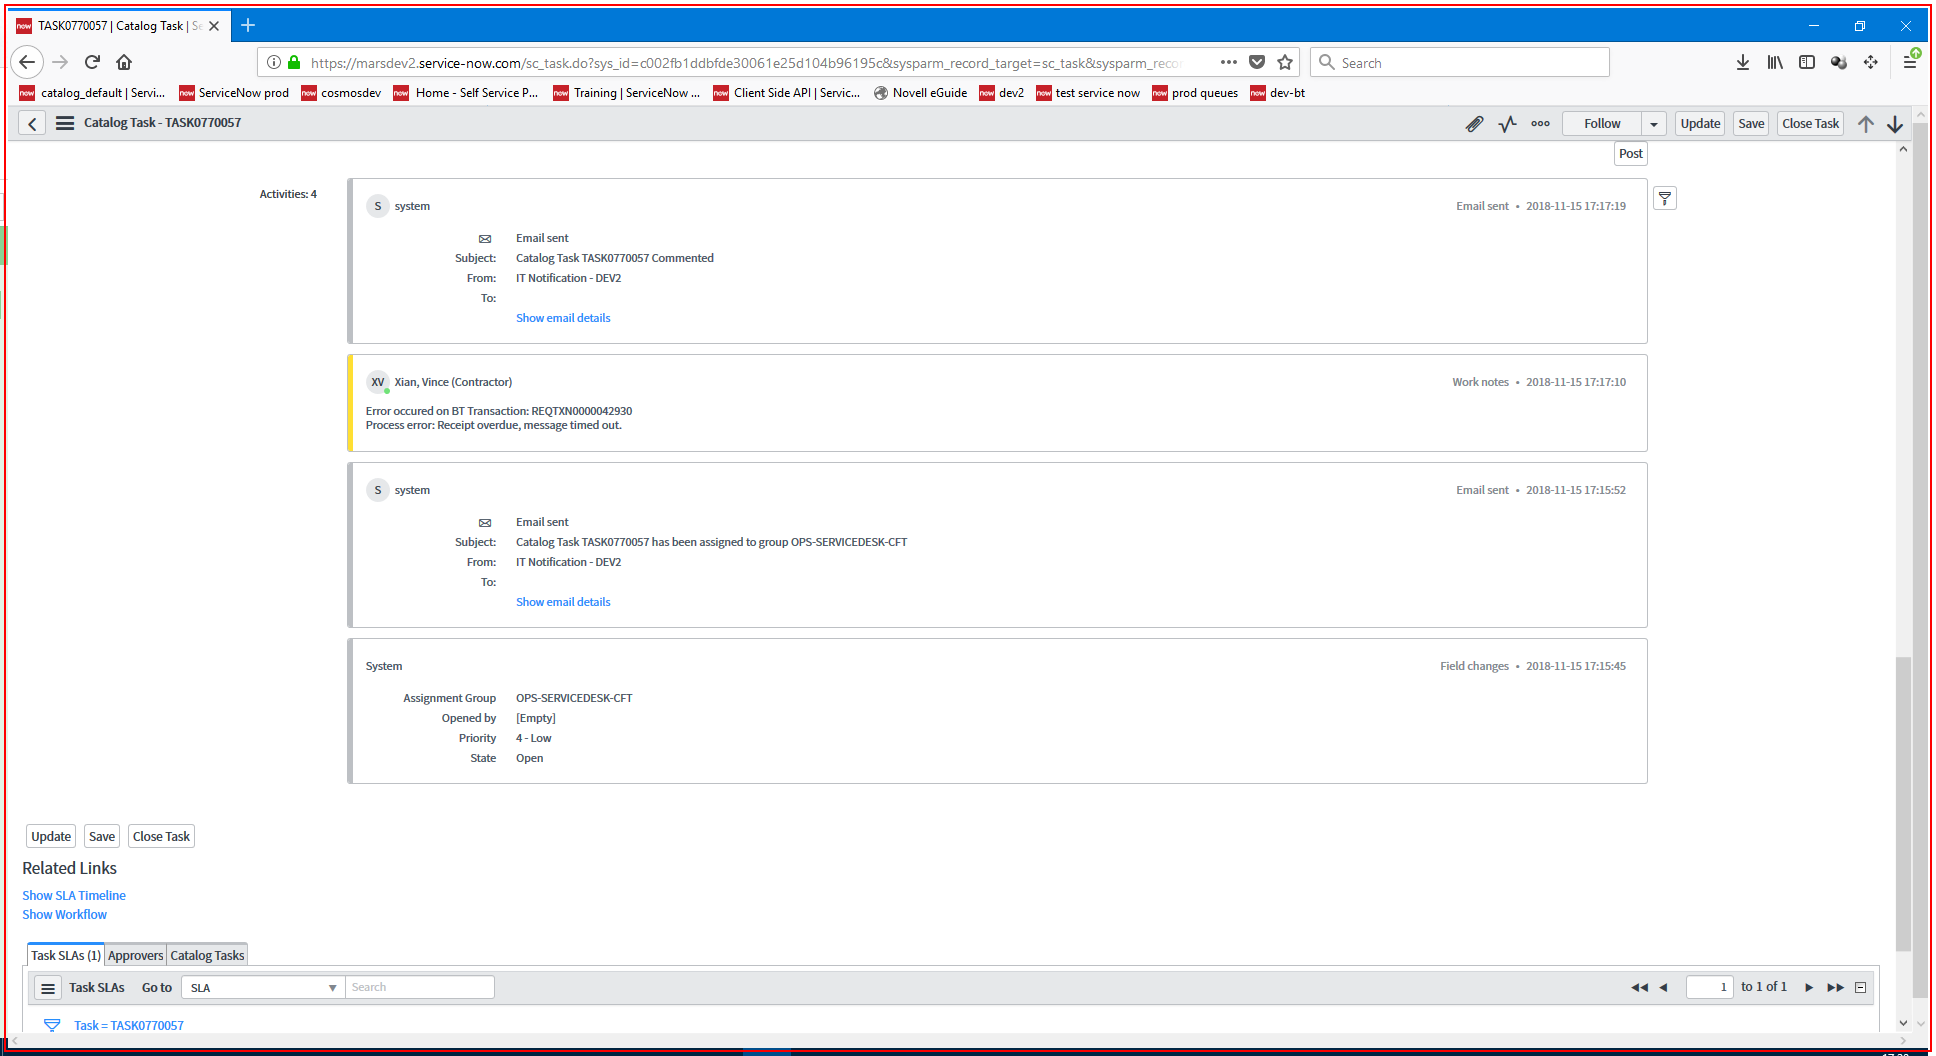 TASK0770057 | Catalog Task | Se
https://marsdev2.service-now.com/sc_task.do?sys_id=c002fb1ddbfde30061e25d104b96195c&sysparm_record_target=sc_task&sysparm_reco
Search
catalog_default | Servi... ServiceNow prod cosmosdev Home - Self Service P... Training | ServiceNow ... Client Side API | Servic... Novell eGuide dev2 test service now prod queues dev-bt
Catalog Task - TASK0770057
Follow Update Save Close Task
Post
Activities: 4
S system Email sent • 2018-11-15 17:17:19
Email sent
Subject: Catalog Task TASK0770057 Commented
From: IT Notification - DEV2
To:
Show email details
XV Xian, Vince (Contractor) Work notes • 2018-11-15 17:17:10
Error occured on BT Transaction: REQTXN0000042930
Process error: Receipt overdue, message timed out.
S system Email sent • 2018-11-15 17:15:52
Email sent
Subject: Catalog Task TASK0770057 has been assigned to group OPS-SERVICEDESK-CFT
From: IT Notification - DEV2
To:
Show email details
System Field changes • 2018-11-15 17:15:45
Assignment Group OPS-SERVICEDESK-CFT
Opened by [Empty]
Priority 4 - Low
State Open
Update Save Close Task
Related Links
Show SLA Timeline
Show Workflow
Task SLAs (1) Approvers Catalog Tasks
Task SLAs Go to SLA Search 1 to 1 of 1
Task = TASK0770057